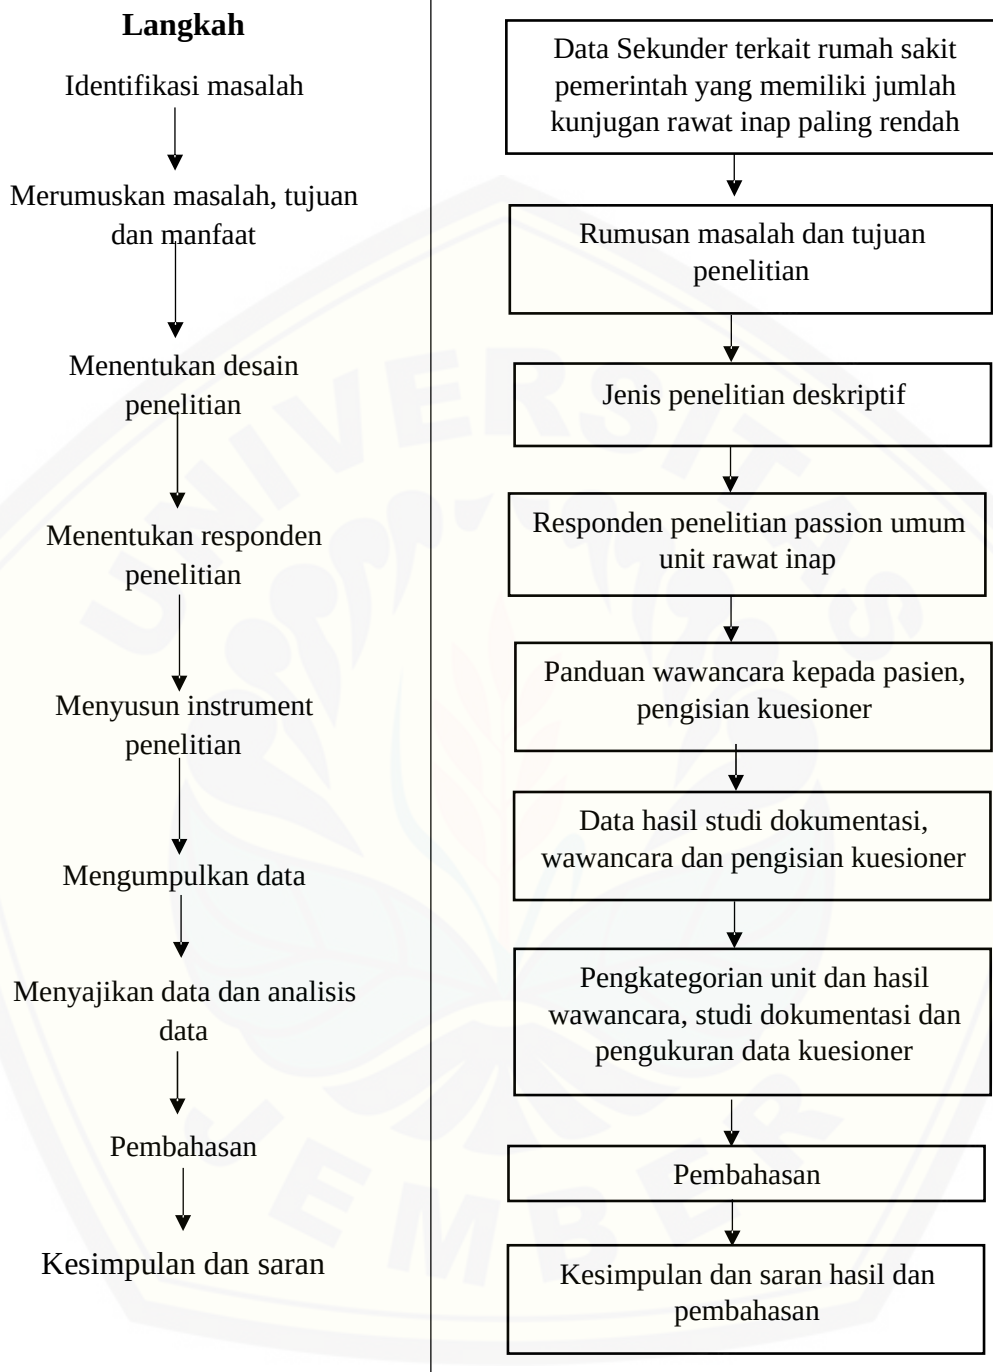 Langkah
Identifikasi masalah
Merumuskan masalah, tujuan
dan manfaat
Menentukan desain
penelitian
Menentukan responden
penelitian
Menyusun instrument
penelitian
Mengumpulkan data
Menyajikan data dan analisis
data
Pembahasan
Kesimpulan dan saran
Data Sekunder terkait rumah sakit
pemerintah yang memiliki jumlah
kunjugan rawat inap paling rendah
Rumusan masalah dan tujuan
penelitian
Jenis penelitian deskriptif
Responden penelitian passion umum
unit rawat inap
Panduan wawancara kepada pasien,
pengisian kuesioner
Data hasil studi dokumentasi,
wawancara dan pengisian kuesioner
Pengkategorian unit dan hasil
wawancara, studi dokumentasi dan
pengukuran data kuesioner
Pembahasan
Kesimpulan dan saran hasil dan
pembahasan
UNIVERSITAS
JEMBER